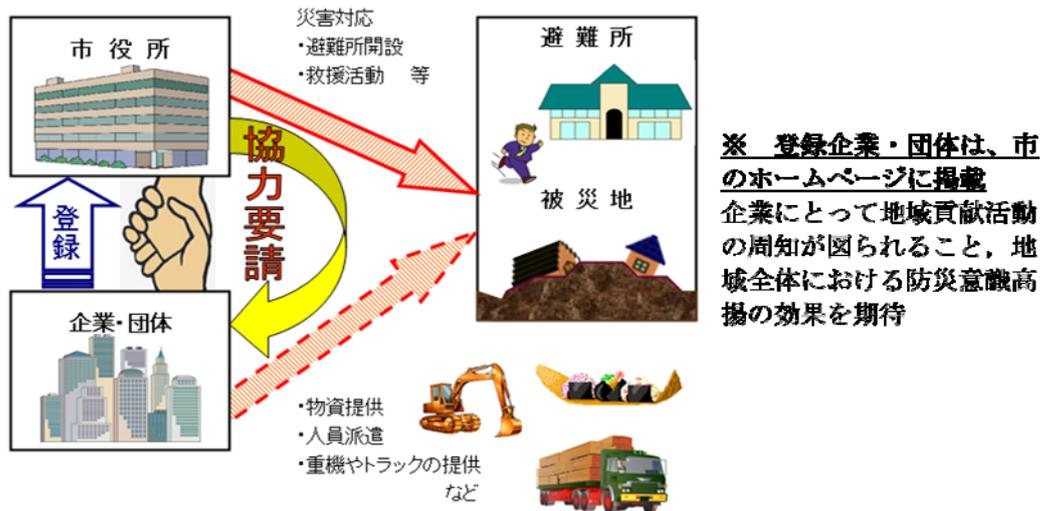 市役所
災害対応
・避難所開設
・救援活動　等
避難所
被災地
協力要請
登録
企業・団体
・物資提供
・人員派遣
・重機やトラックの提供
など
※　登録企業・団体は、市
のホームページに掲載
企業にとって地域貢献活動
の周知が図られること，地
域全体における防災意識高
揚の効果を期待